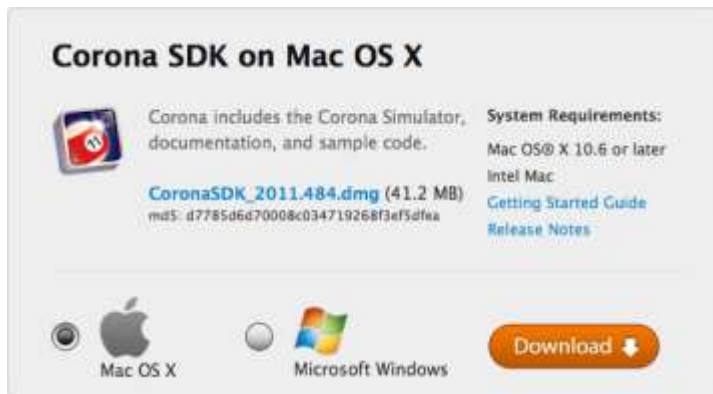 Corona SDK on Mac OS X
Corona includes the Corona Simulator,
documentation, and sample code.
CoronaSDK_2011.484.dmg (41.2 MB)
md5: d7785d6d70008c034719268f3ef5dfea
System Requirements:
Mac OS® X 10.6 or later
Intel Mac
Getting Started Guide
Release Notes
11
Mac OS X
Microsoft Windows
Download